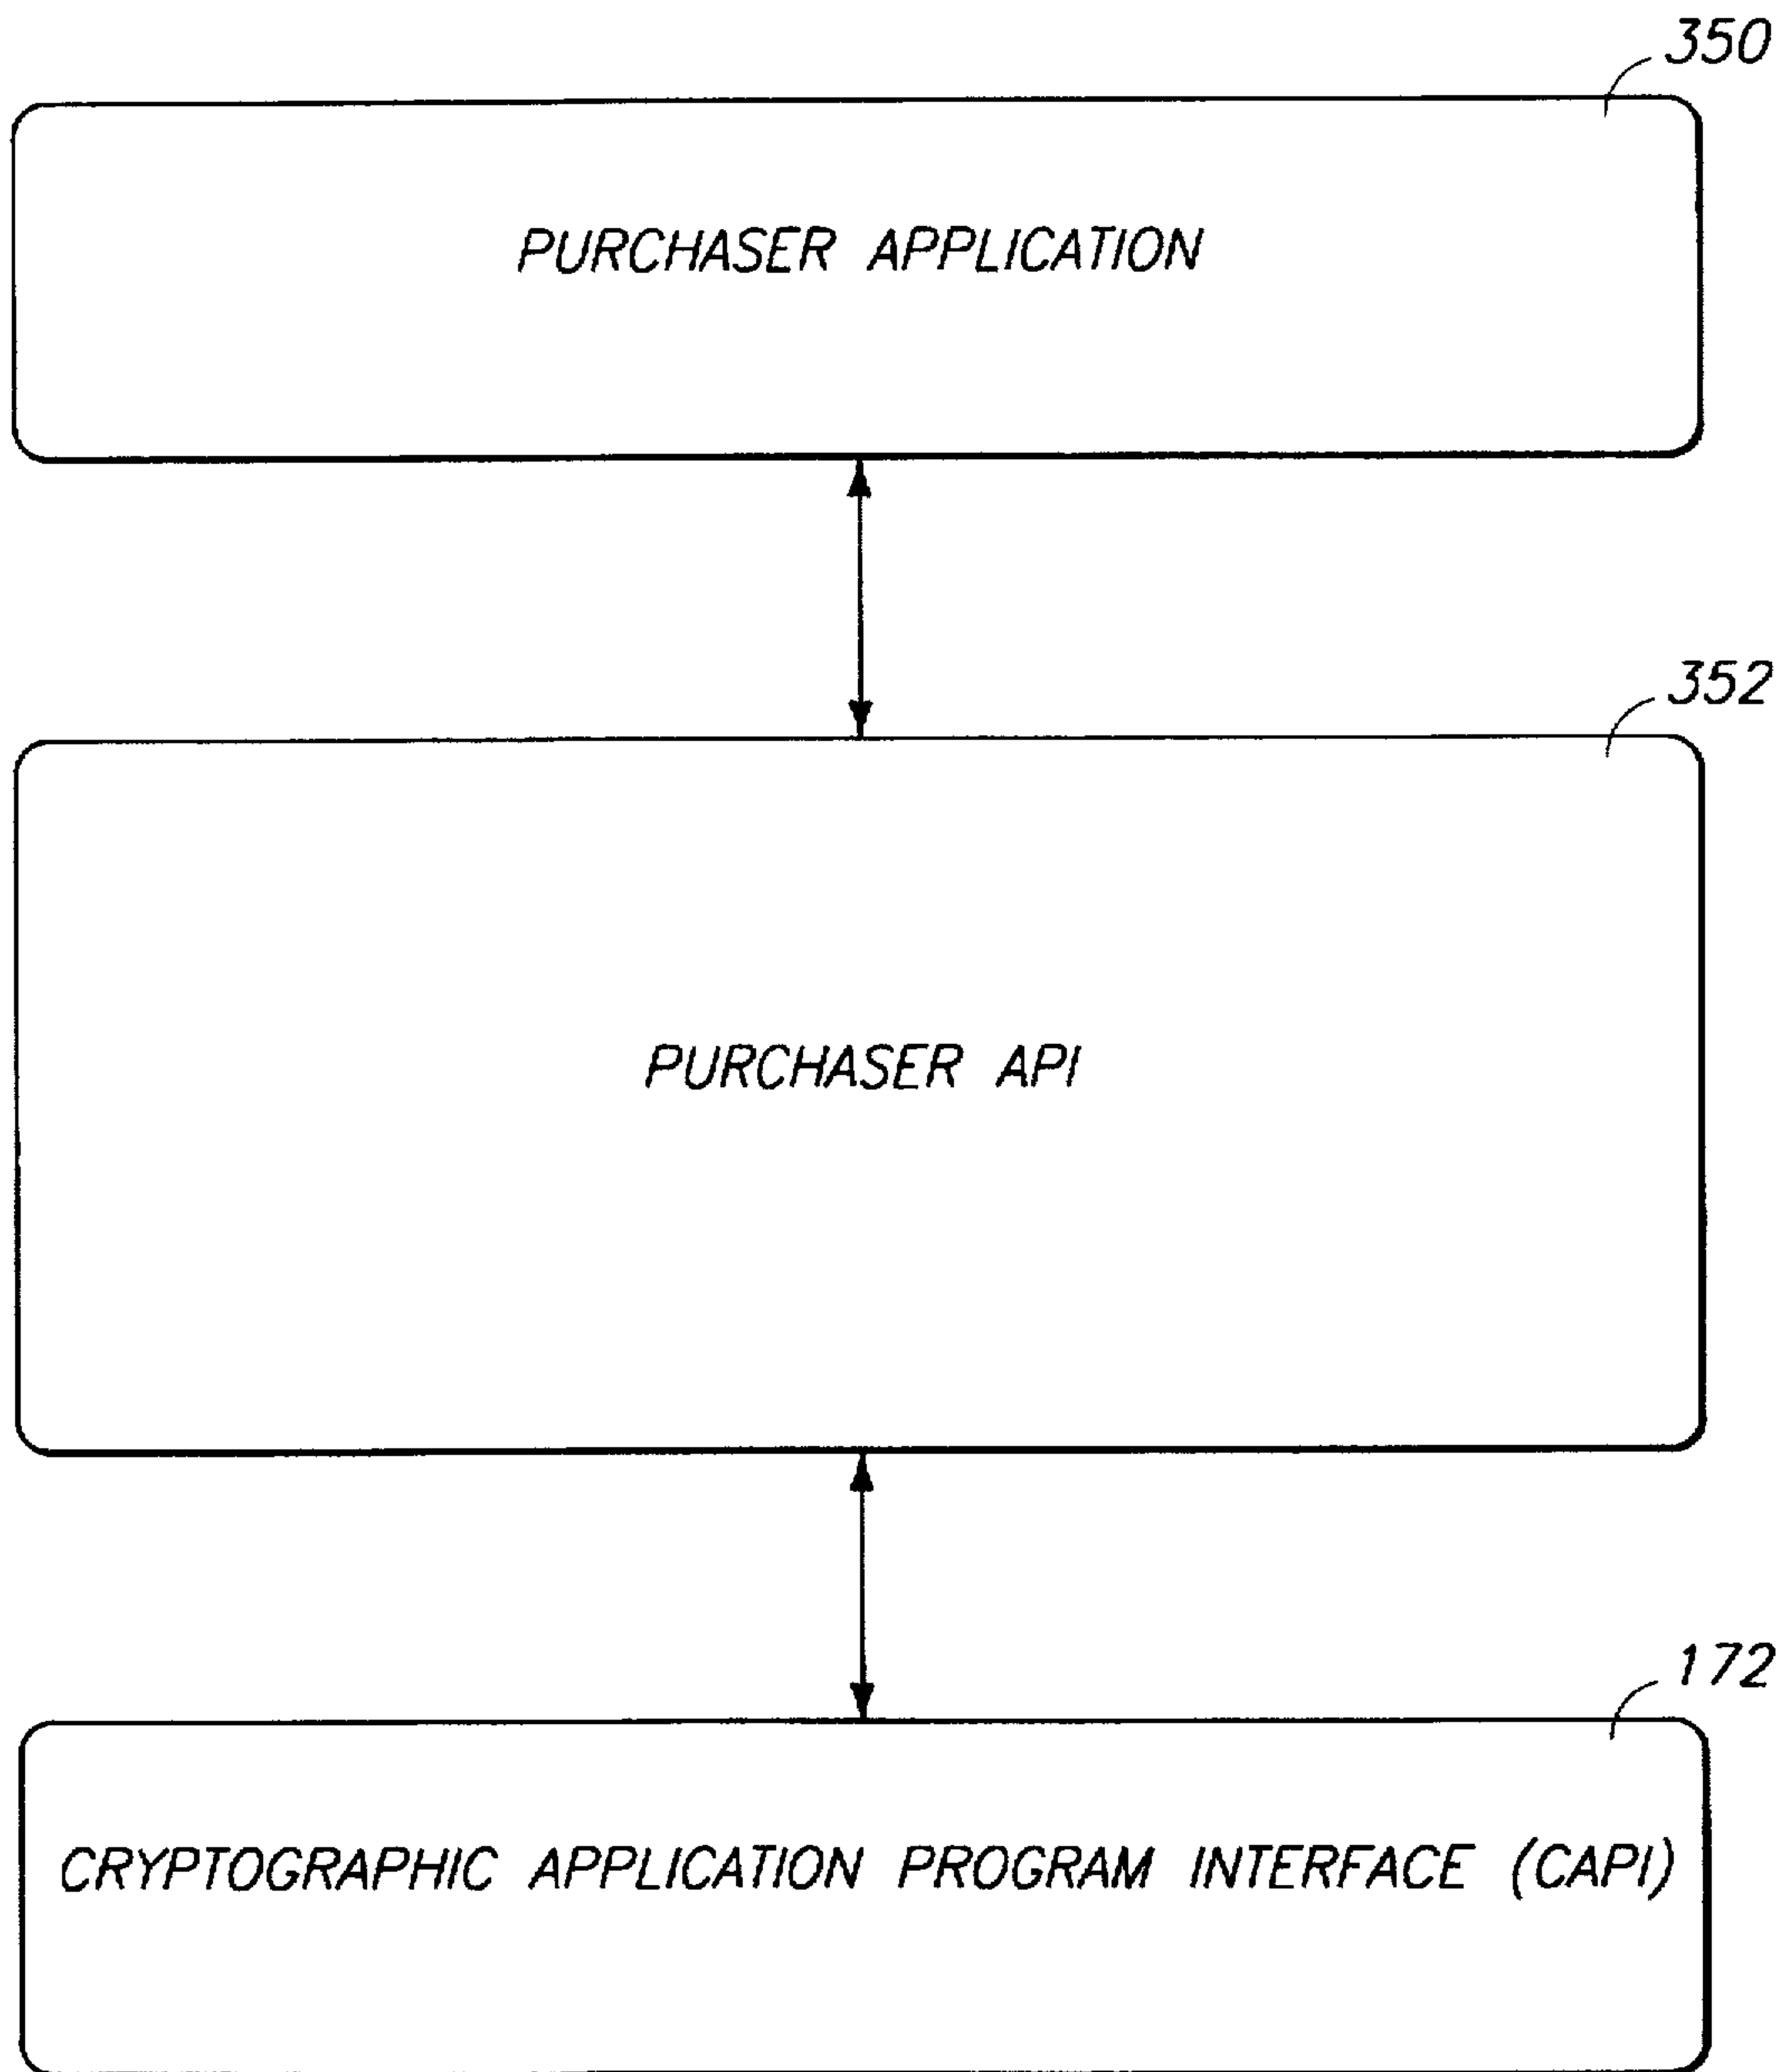 350
PURCHASER APPLICATION
352
PURCHASER API
172
CRYPTOGRAPHIC APPLICATION PROGRAM INTERFACE (CAPI)